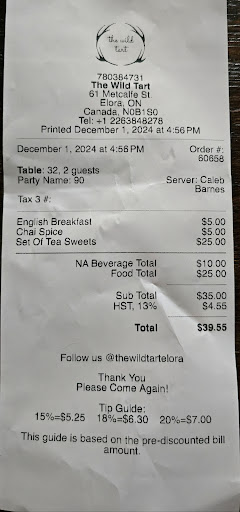 the wild
tart
780384731
The Wild Tart
61 Metcalfe St.
Elora, ON
Canada, N0B1S0
Tel: +1 2263848278
Printed December 1, 2024 at 4:56 PM
December 1, 2024 at 4:56 PM Order #:
60658
Table: 32, 2 guests
Party Name: 90 Server: Caleb
Barnes
Tax 3 #:
English Breakfast $5.00
Chai Spice $5.00
Set Of Tea Sweets $25.00
NA Beverage Total $10.00
Food Total $25.00
Sub Total $35.00
HST, 13% $4.55
Total $39.55
Follow us @thewildtartelora
Thank You
Please Come Again!
Tip Guide:
15%=$5.25 18%=$6.30 20%=$7.00
This guide is based on the pre-discounted bill
amount.